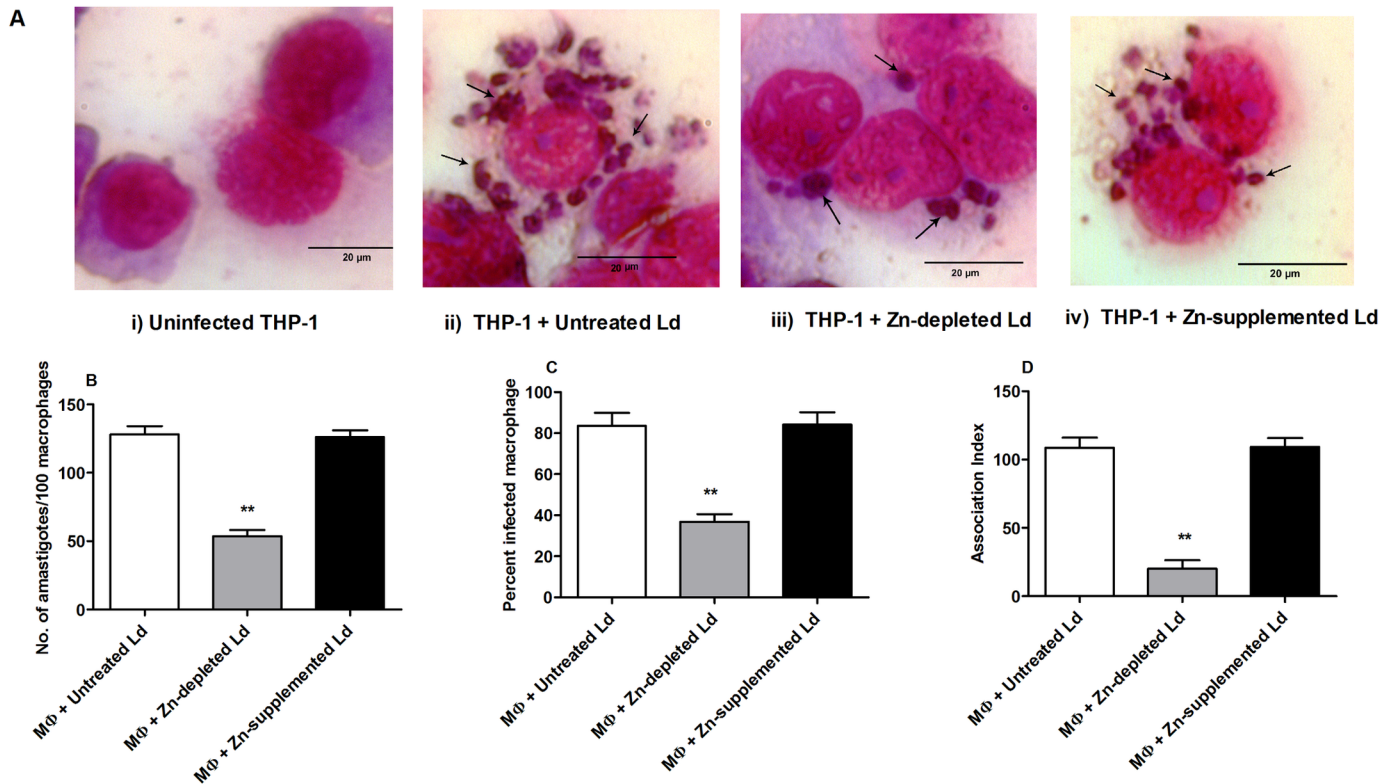 A
20 µm
20 µm
20 µm
20 µm
i) Uninfected THP-1
ii) THP-1 + Untreated Ld
iii) THP-1 + Zn-depleted Ld
iv) THP-1 + Zn-supplemented Ld
B
No. of amastigotes/100 macrophages
150
100
50
0
**
MΦ + Untreated Ld
MΦ + Zn-depleted Ld
MΦ + Zn-supplemented Ld
C
Percent infected macrophage
100
80
60
40
20
0
**
MΦ + Untreated Ld
MΦ + Zn-depleted Ld
MΦ + Zn-supplemented Ld
D
Association Index
150
100
50
0
**
MΦ + Untreated Ld
MΦ + Zn-depleted Ld
MΦ + Zn-supplemented Ld